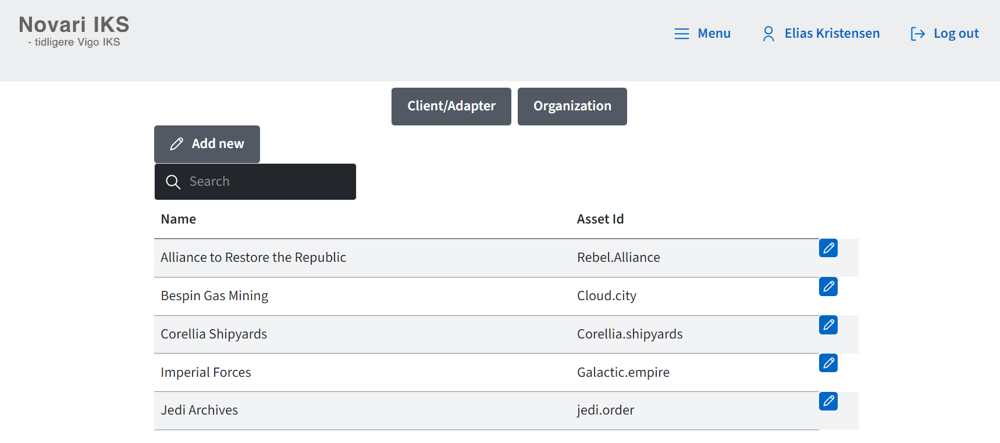 Novari IKS
- tidligere Vigo IKS
Menu
Elias Kristensen
Log out
Client/Adapter
Organization
Add new
Search
Name Asset Id
Alliance to Restore the Republic Rebel.Alliance
Bespin Gas Mining Cloud.city
Corellia Shipyards Corellia.shipyards
Imperial Forces Galactic.empire
Jedi Archives jedi.order